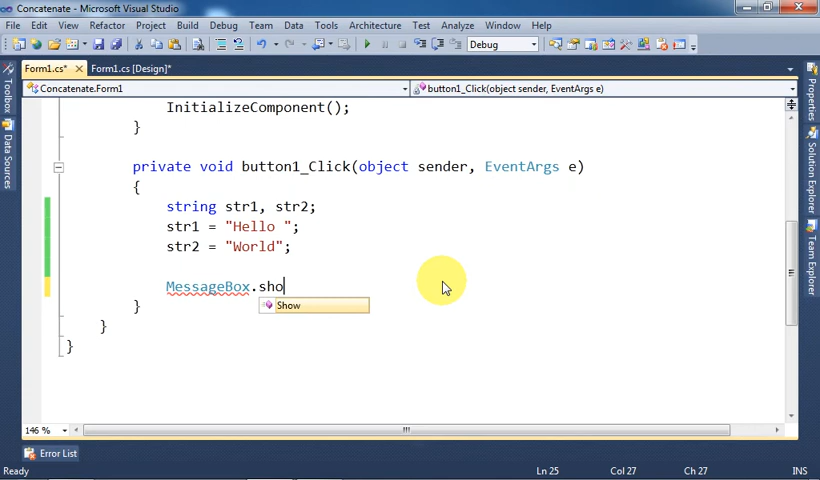 Concatenate - Microsoft Visual Studio
File Edit View Refactor Project Build Debug Team Data Tools Architecture Test Analyze Window Help
Debug
Form1.cs* Form1.cs [Design]*
Concatenate.Form1 button1_Click(object sender, EventArgs e)
InitializeComponent();
}
private void button1_Click(object sender, EventArgs e)
{
string str1, str2;
str1 = "Hello ";
str2 = "World";
MessageBox.sho
Show
}
}
}
Toolbox
Data Sources
Properties
Solution Explorer
Team Explorer
146 %
Error List
Ready Ln 25 Col 27 Ch 27 INS